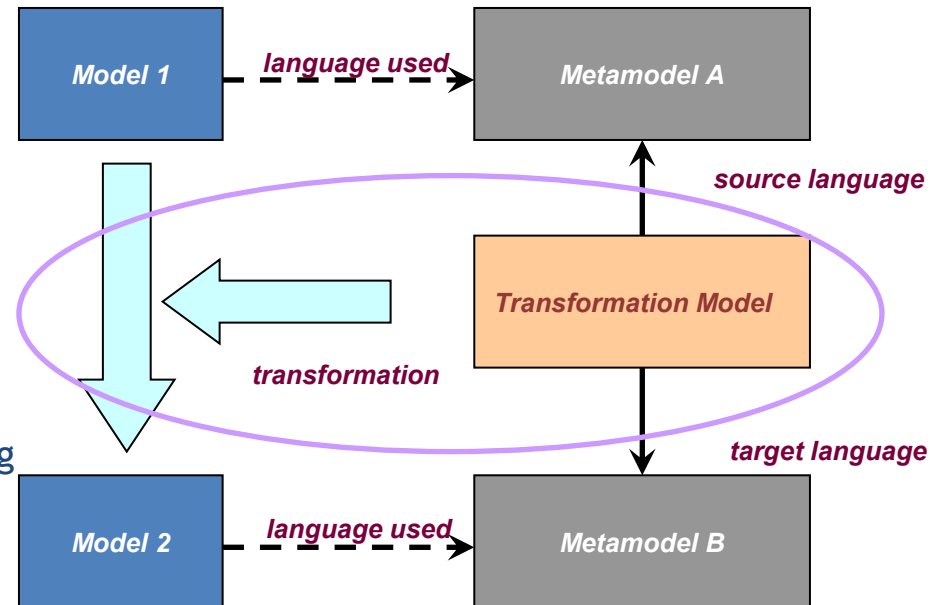 Model 1
language used
Metamodel A
source language
Transformation Model
transformation
target language
g
Model 2
language used
Metamodel B